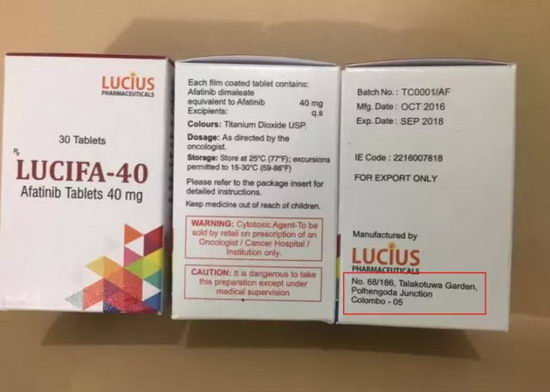 LUCIUS
PHARMACEUTICALS
30 Tablets
Rx
LUCIFA-40
Afatinib Tablets 40 mg
Each film coated tablet contains:
Afatinib dimaleate
equivalent to Afatinib 40 mg
Excipients: q.s
Colours: Titanium Dioxide USP.
Dosage: As directed by the
oncologist.
Storage: Store at 25°C (77°F); excursions
permitted to 15-30°C (59-86°F)
Please refer to the package insert for
detailed instructions.
Keep medicine out of reach of children.
WARNING: Cytotoxic Agent-To be
sold by retail on prescription of an
Oncologist / Cancer Hospital /
Institution only.
CAUTION: It is dangerous to take
this preparation except under
medical supervision
Batch No. : TC0001/AF
Mfg. Date : OCT 2016
Exp. Date : SEP 2018
IE Code : 2216007818
FOR EXPORT ONLY
Manufactured by
LUCIUS
PHARMACEUTICALS
No. 68/186, Talakotuwa Garden,
Polhengoda Junction
Colombo - 05